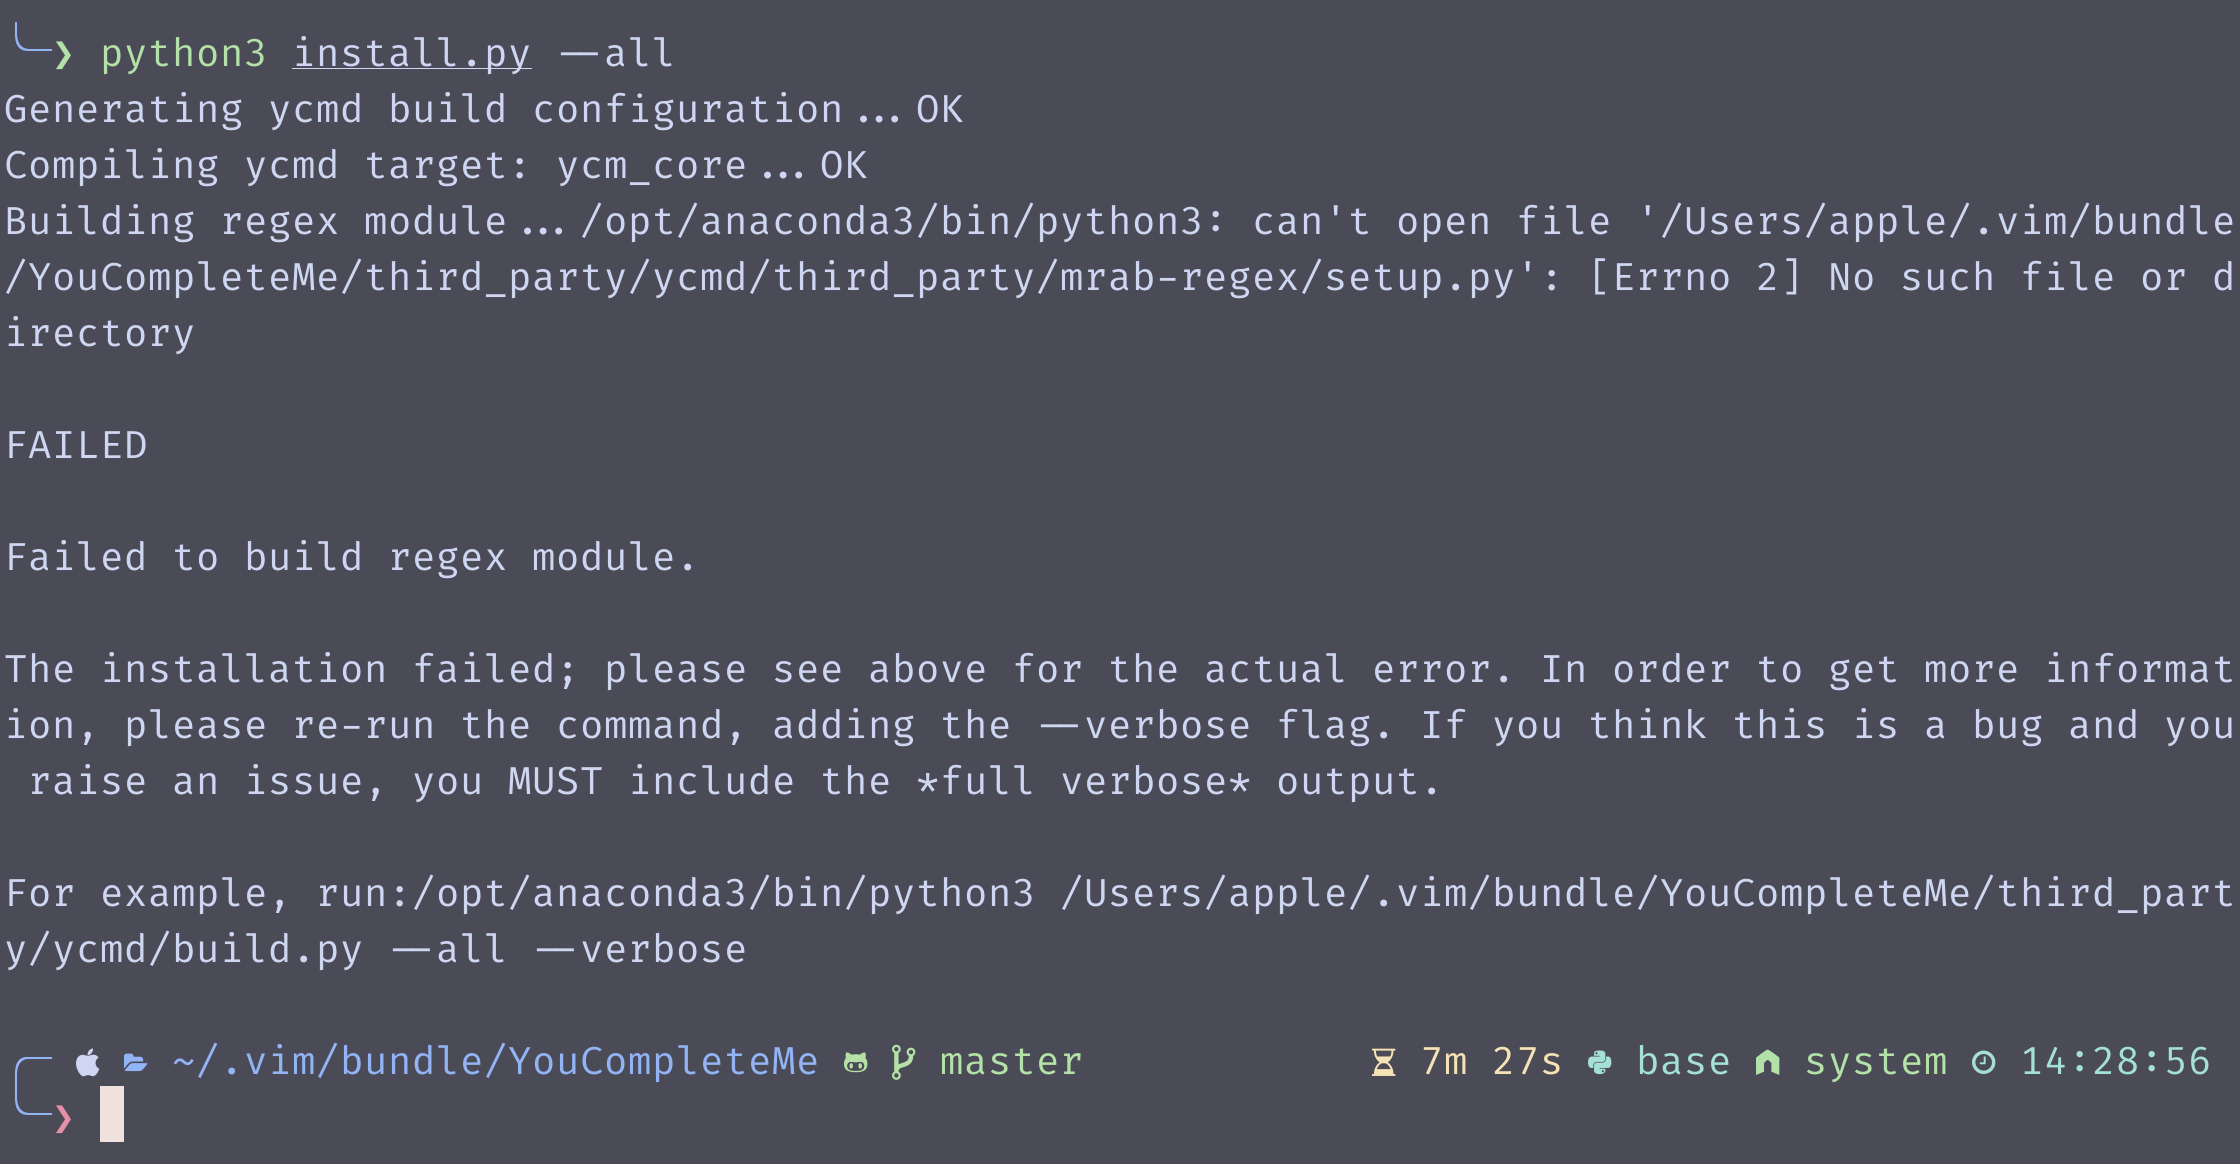 ❯ python3 install.py --all
Generating ycmd build configuration...OK
Compiling ycmd target: ycm_core...OK
Building regex module.../opt/anaconda3/bin/python3: can't open file '/Users/apple/.vim/bundle
/YouCompleteMe/third_party/ycmd/third_party/mrab-regex/setup.py': [Errno 2] No such file or d
irectory
FAILED
Failed to build regex module.
The installation failed; please see above for the actual error. In order to get more informat
ion, please re-run the command, adding the --verbose flag. If you think this is a bug and you
 raise an issue, you MUST include the *full verbose* output.
For example, run:/opt/anaconda3/bin/python3 /Users/apple/.vim/bundle/YouCompleteMe/third_part
y/ycmd/build.py --all --verbose
~/.vim/bundle/YouCompleteMe master 7m 27s base system 14:28:56
❯